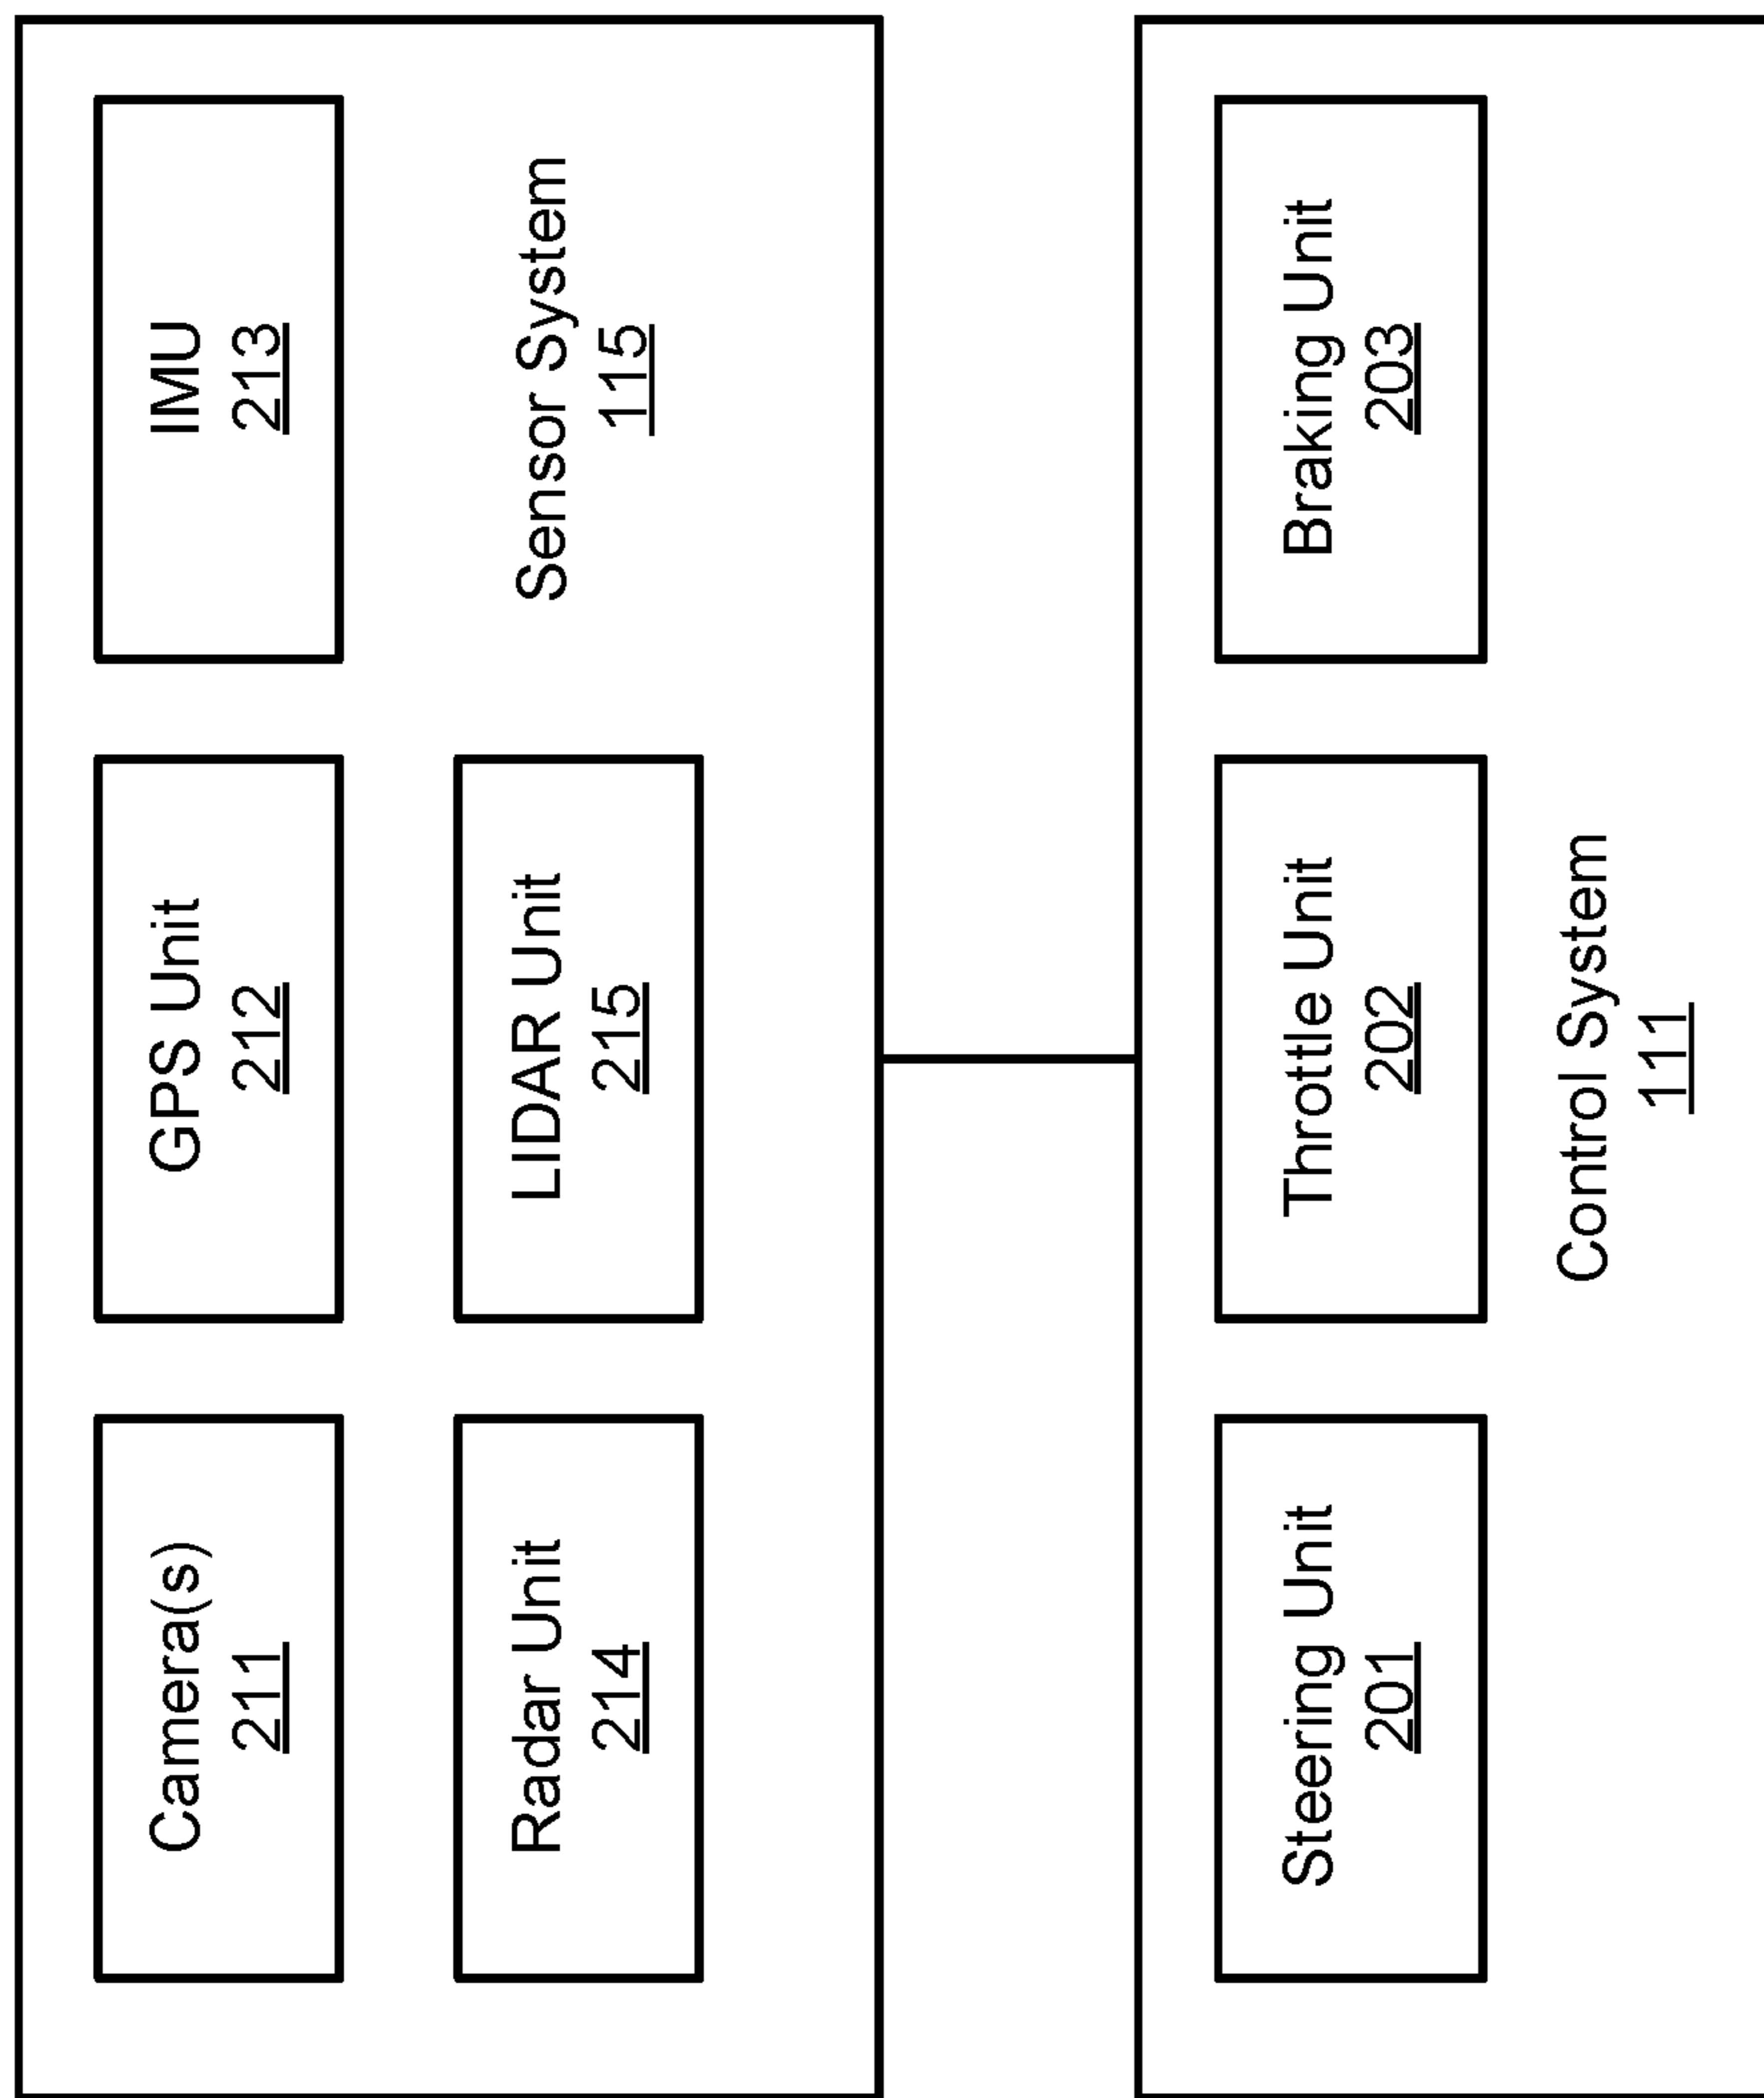 Camera(s)
211
GPS Unit
212
IMU
213
Radar Unit
214
LIDAR Unit
215
Sensor System
115
Steering Unit
201
Throttle Unit
202
Braking Unit
203
Control System
111